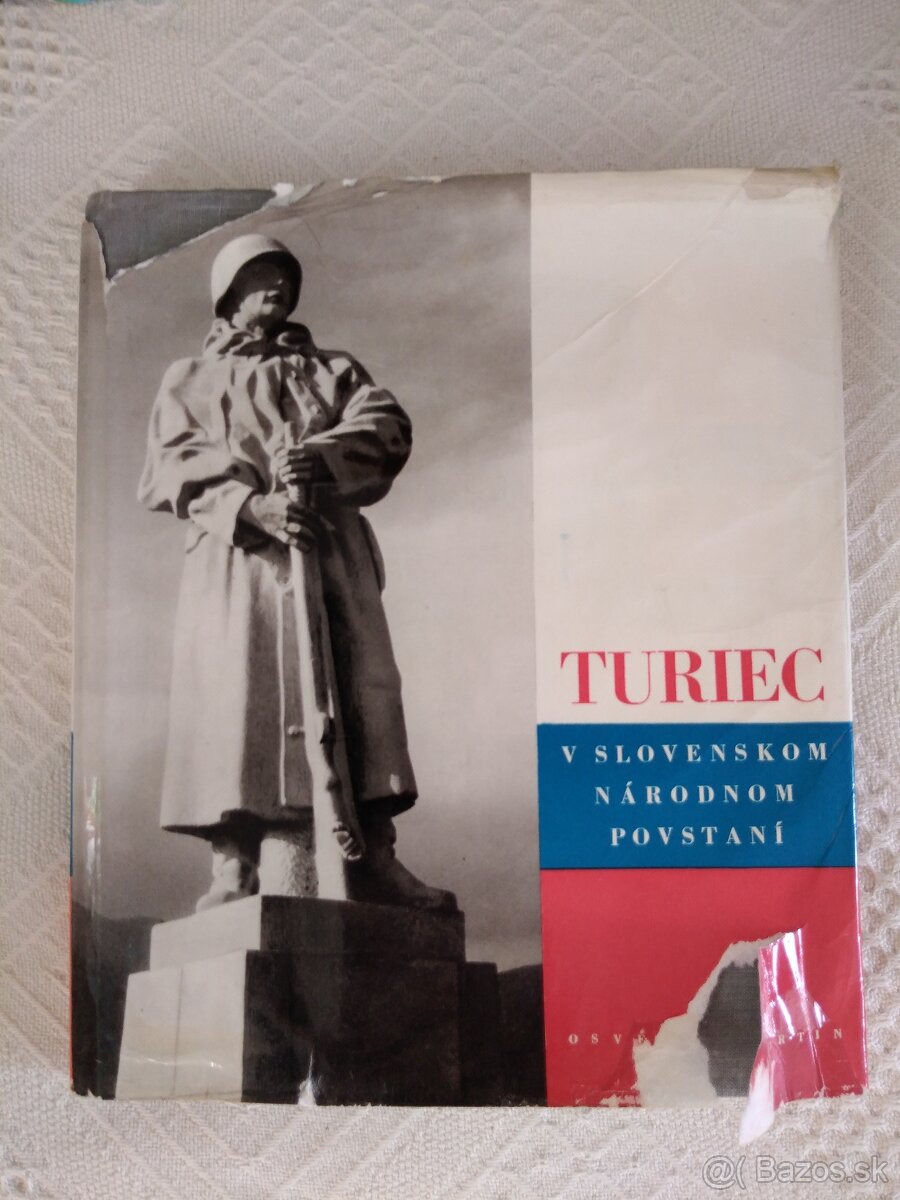 TURIEC
V SLOVENSKOM
NÁRODNOM
POVSTANÍ
@( Bazos.sk